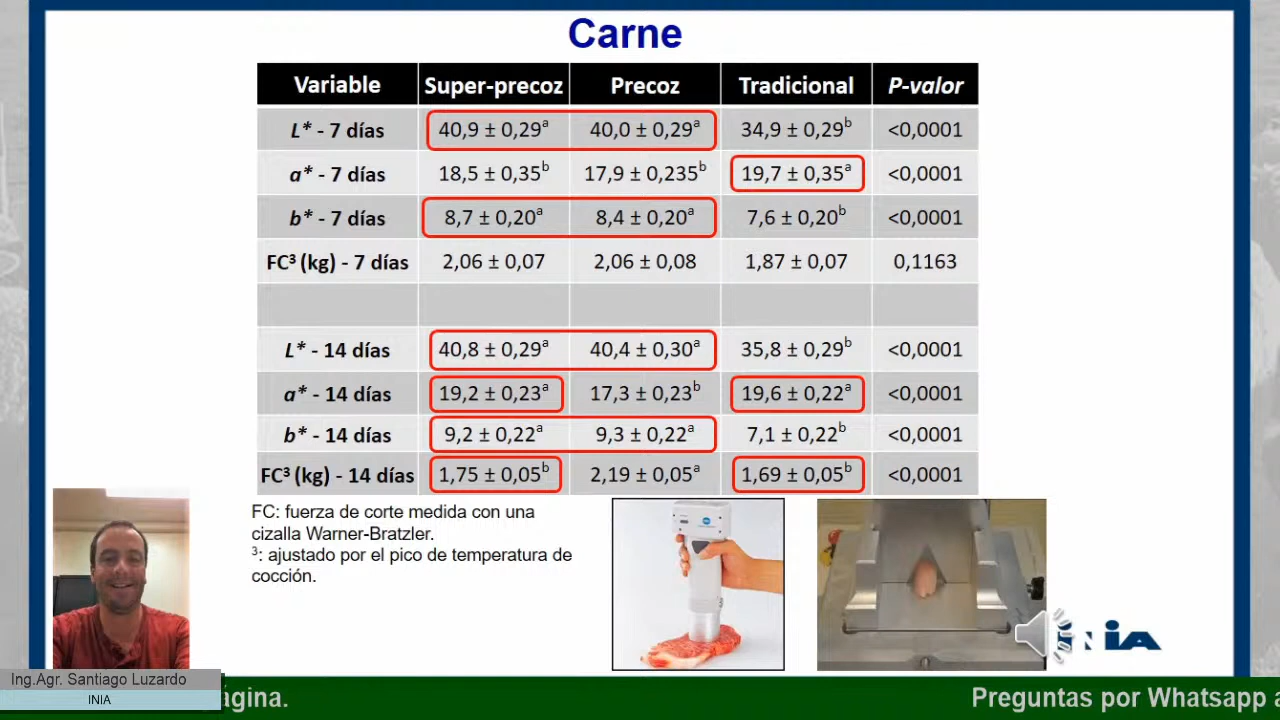 Carne
Variable Super-precoz Precoz Tradicional P-valor
L* - 7 días 40,9 ± 0,29ᵃ 40,0 ± 0,29ᵃ 34,9 ± 0,29ᵇ <0,0001
a* - 7 días 18,5 ± 0,35ᵇ 17,9 ± 0,235ᵇ 19,7 ± 0,35ᵃ <0,0001
b* - 7 días 8,7 ± 0,20ᵃ 8,4 ± 0,20ᵃ 7,6 ± 0,20ᵇ <0,0001
FC³ (kg) - 7 días 2,06 ± 0,07 2,06 ± 0,08 1,87 ± 0,07 0,1163
L* - 14 días 40,8 ± 0,29ᵃ 40,4 ± 0,30ᵃ 35,8 ± 0,29ᵇ <0,0001
a* - 14 días 19,2 ± 0,23ᵃ 17,3 ± 0,23ᵇ 19,6 ± 0,22ᵃ <0,0001
b* - 14 días 9,2 ± 0,22ᵃ 9,3 ± 0,22ᵃ 7,1 ± 0,22ᵇ <0,0001
FC³ (kg) - 14 días 1,75 ± 0,05ᵇ 2,19 ± 0,05ᵃ 1,69 ± 0,05ᵇ <0,0001
FC: fuerza de corte medida con una
cizalla Warner-Bratzler.
³: ajustado por el pico de temperatura de
cocción.
Ing.Agr. Santiago Luzardo
INIA
Preguntas por Whatsapp a